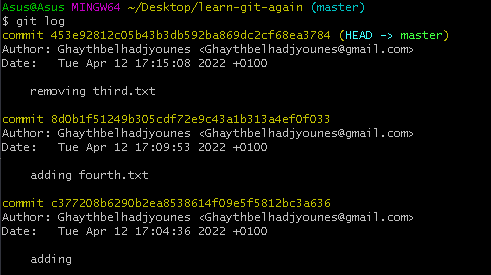 Asus@Asus MINGW64 ~/Desktop/learn-git-again (master)
$ git log
commit 453e92812c05b43b3db592ba869dc2cf68ea3784 (HEAD -> master)
Author: Ghaythbelhadjyounes <Ghaythbelhadjyounes@gmail.com>
Date:   Tue Apr 12 17:15:08 2022 +0100
removing third.txt
commit 8d0b1f51249b305cdf72e9c43a1b313a4ef0f033
Author: Ghaythbelhadjyounes <Ghaythbelhadjyounes@gmail.com>
Date:   Tue Apr 12 17:09:53 2022 +0100
adding fourth.txt
commit c377208b6290b2ea8538614f09e5f5812bc3a636
Author: Ghaythbelhadjyounes <Ghaythbelhadjyounes@gmail.com>
Date:   Tue Apr 12 17:04:36 2022 +0100
adding